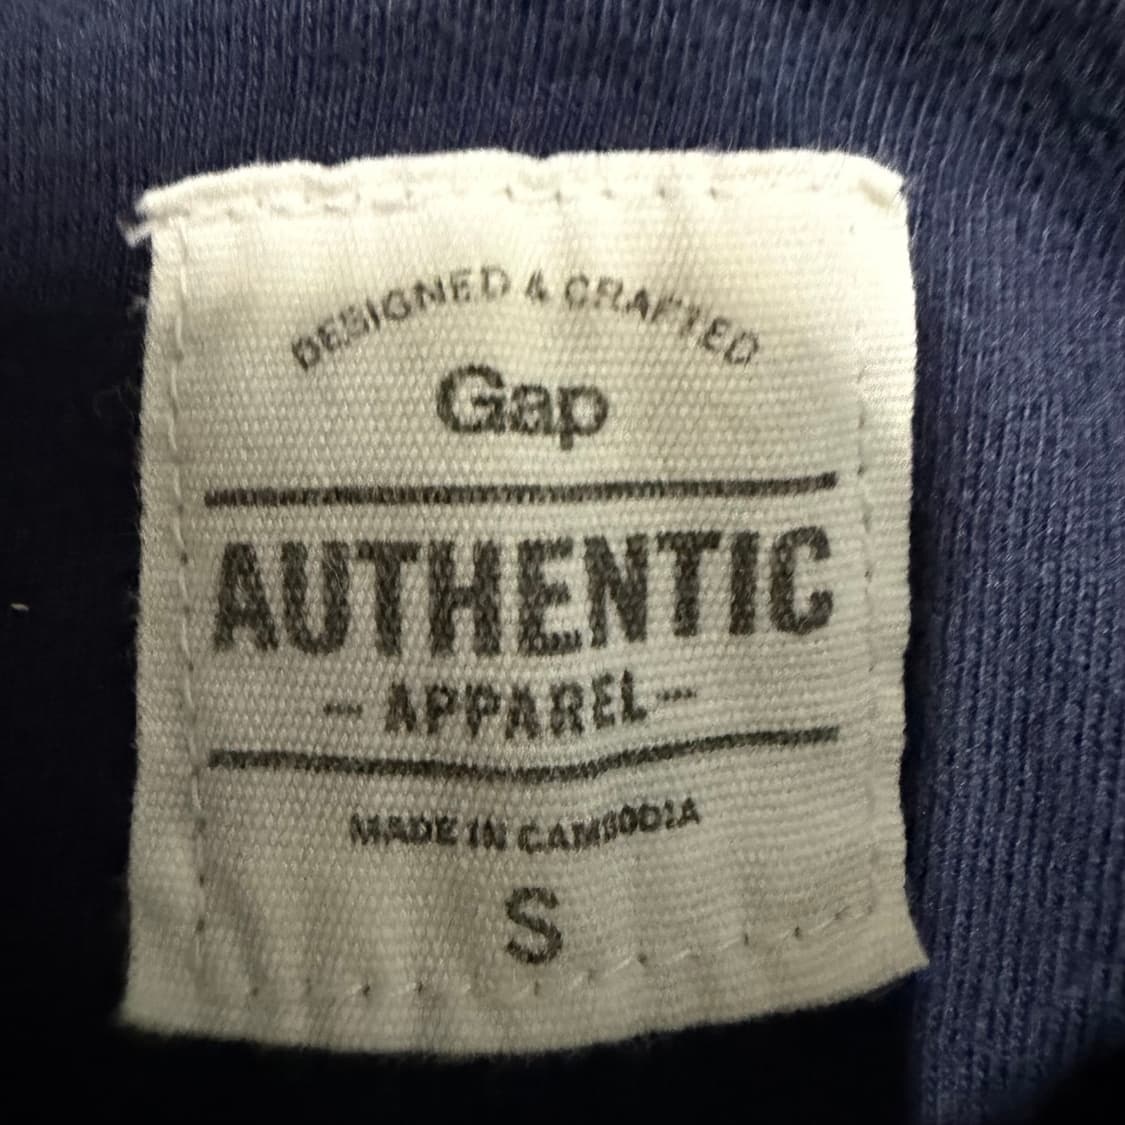 DESIGNED & CRAFTED
Gap
AUTHENTIC
- APPAREL -
MADE IN CAMBODIA
S